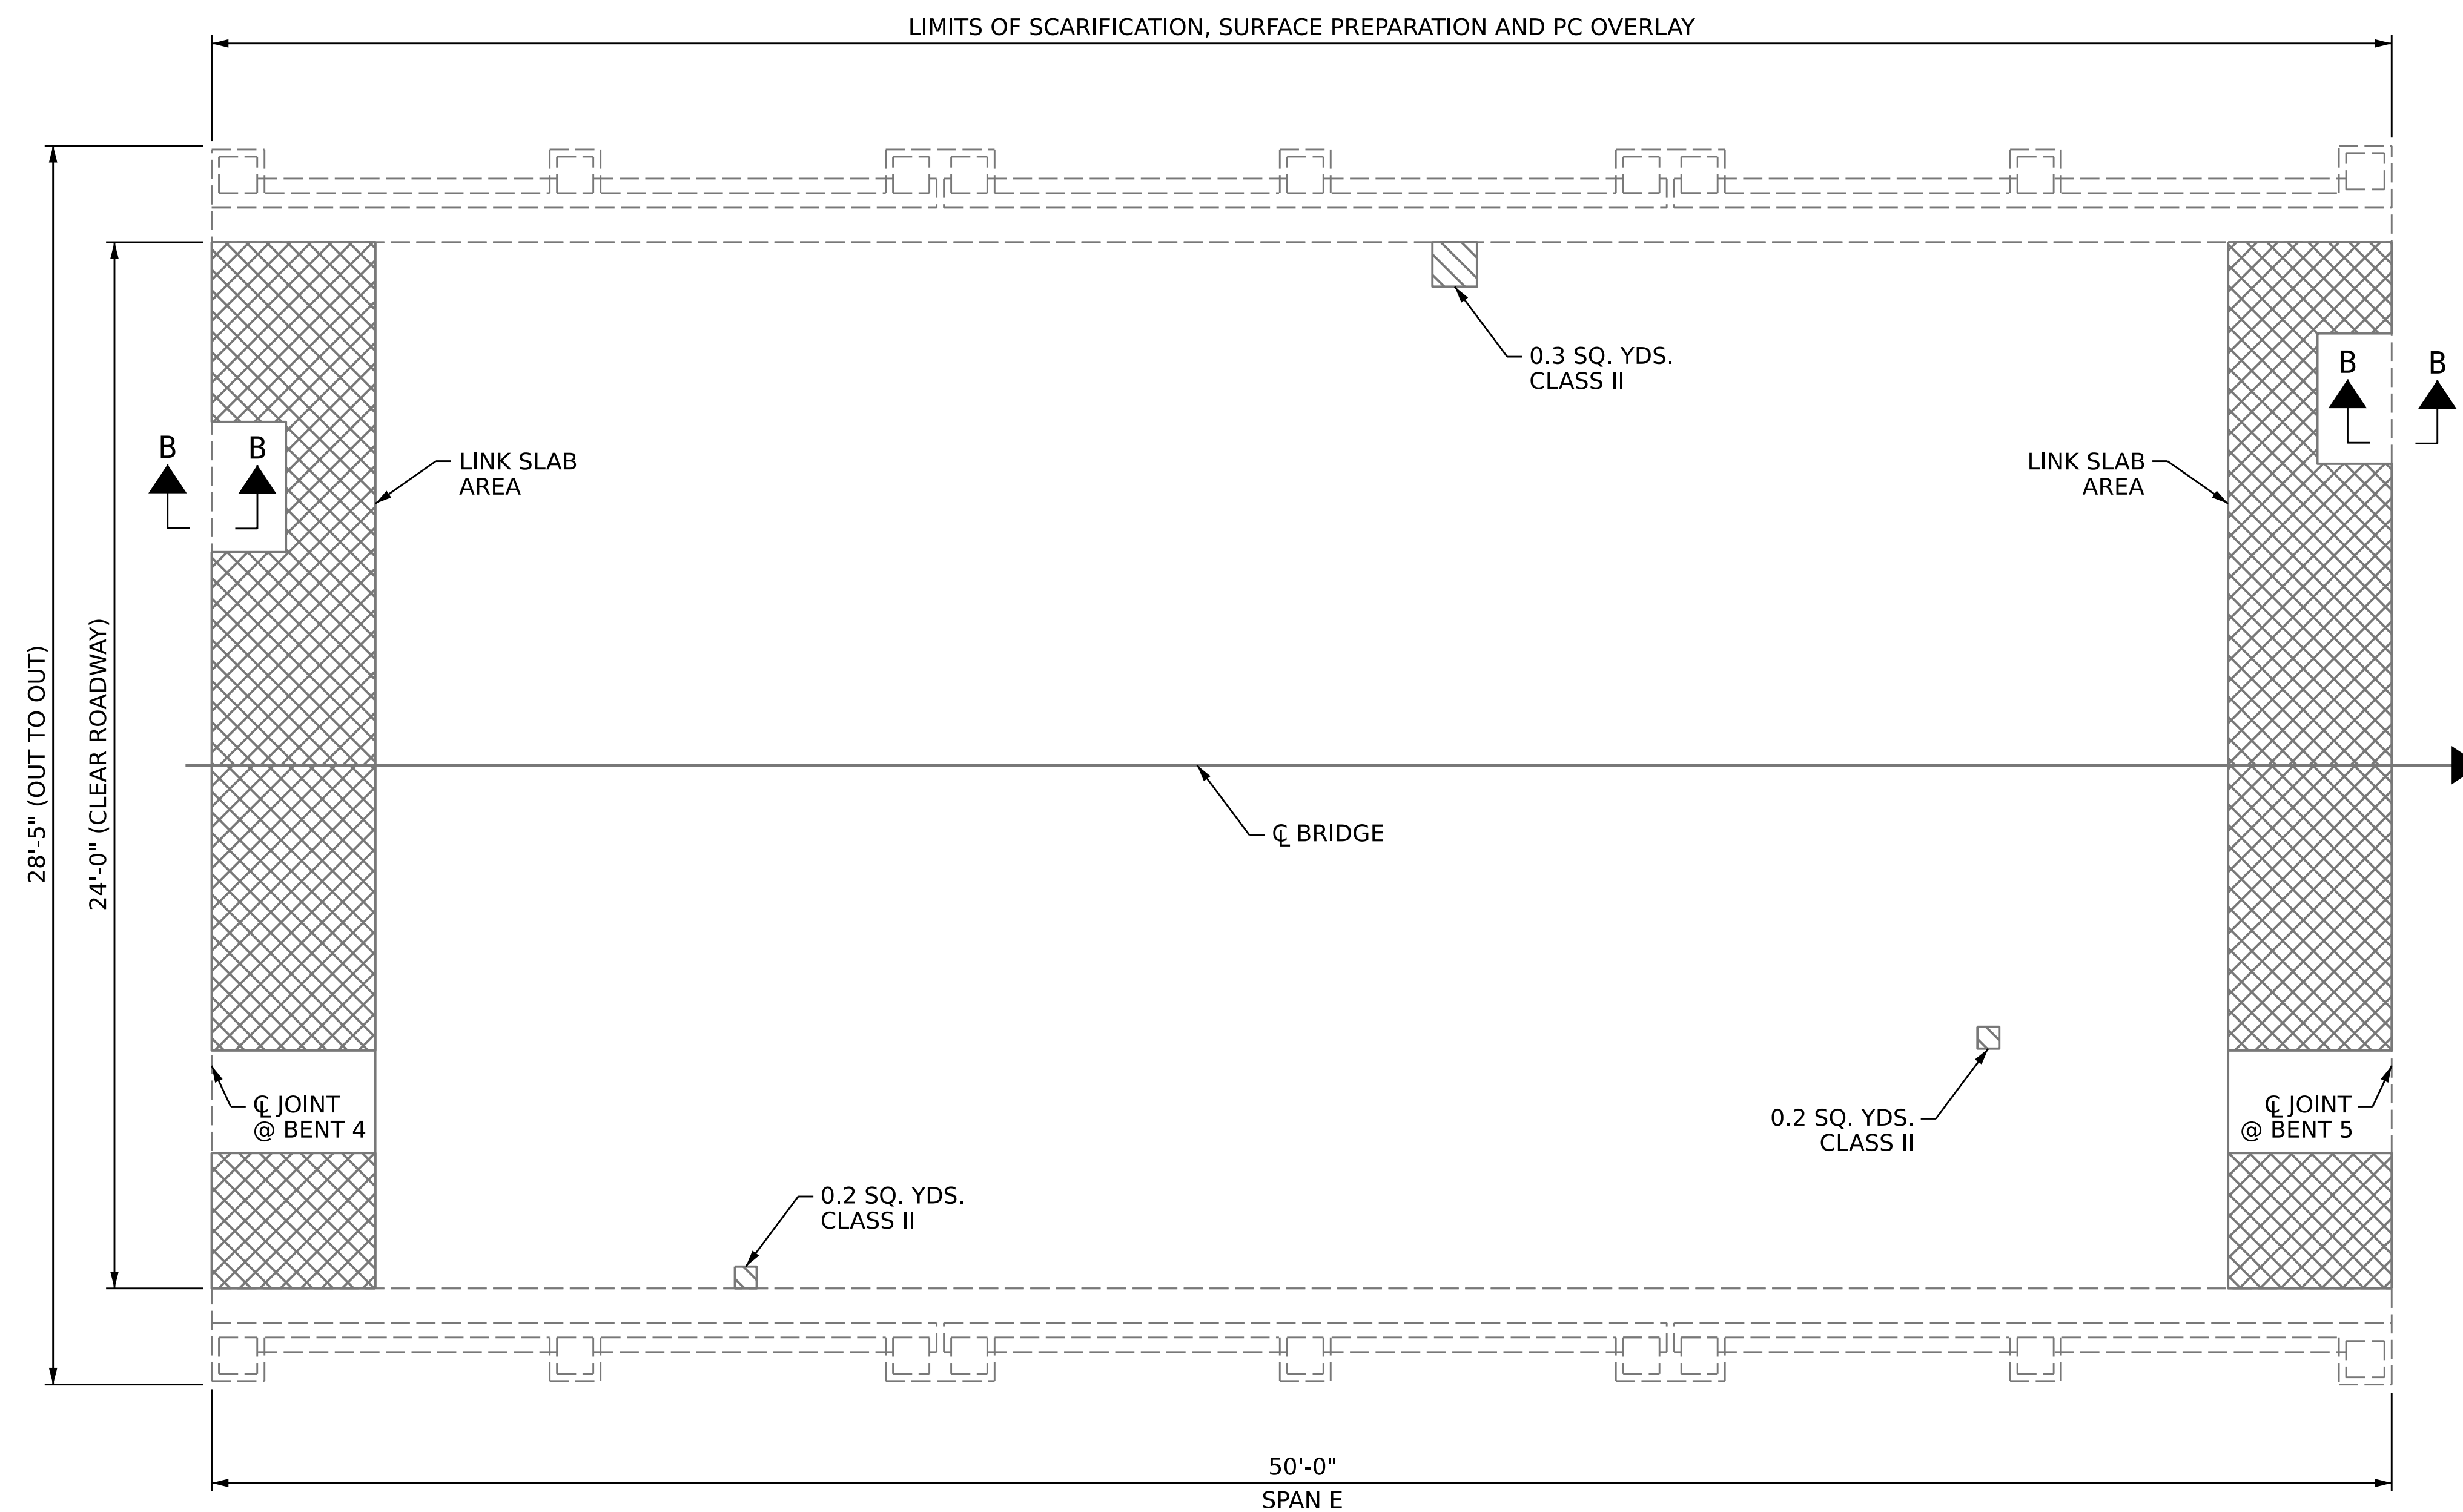 LIMITS OF SCARIFICATION, SURFACE PREPARATION AND PC OVERLAY
0.3 SQ. YDS.
CLASS II
B
B
B
B
LINK SLAB
AREA
LINK SLAB
AREA
28'-5" (OUT TO OUT)
24'-0" (CLEAR ROADWAY)
℄ BRIDGE
℄ JOINT
@ BENT 4
0.2 SQ. YDS.
CLASS II
℄ JOINT
@ BENT 5
0.2 SQ. YDS.
CLASS II
50'-0"
SPAN E